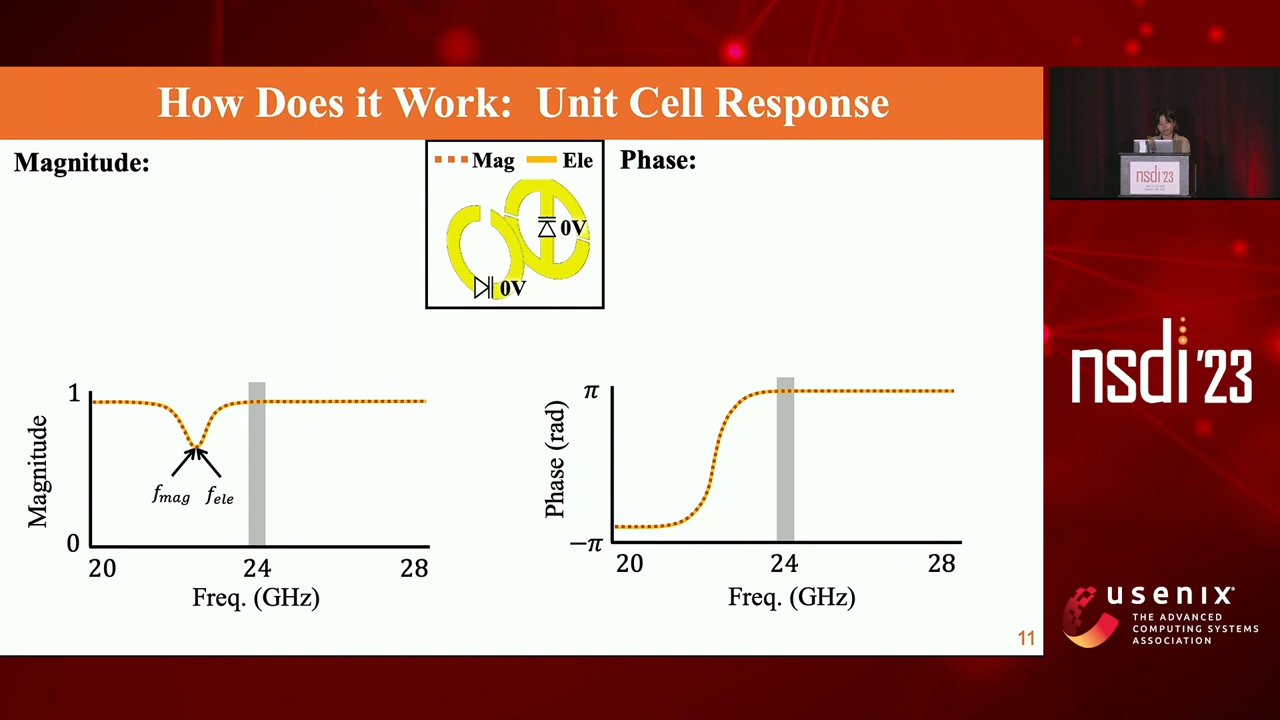 How Does it Work: Unit Cell Response
Magnitude:
Mag Ele
0V
0V
Phase:
1
0
Magnitude
f_mag f_ele
20 24 28
Freq. (GHz)
π
−π
Phase (rad)
20 24 28
Freq. (GHz)
11
nsdi'23
nsdi'23
usenix
THE ADVANCED
COMPUTING SYSTEMS
ASSOCIATION